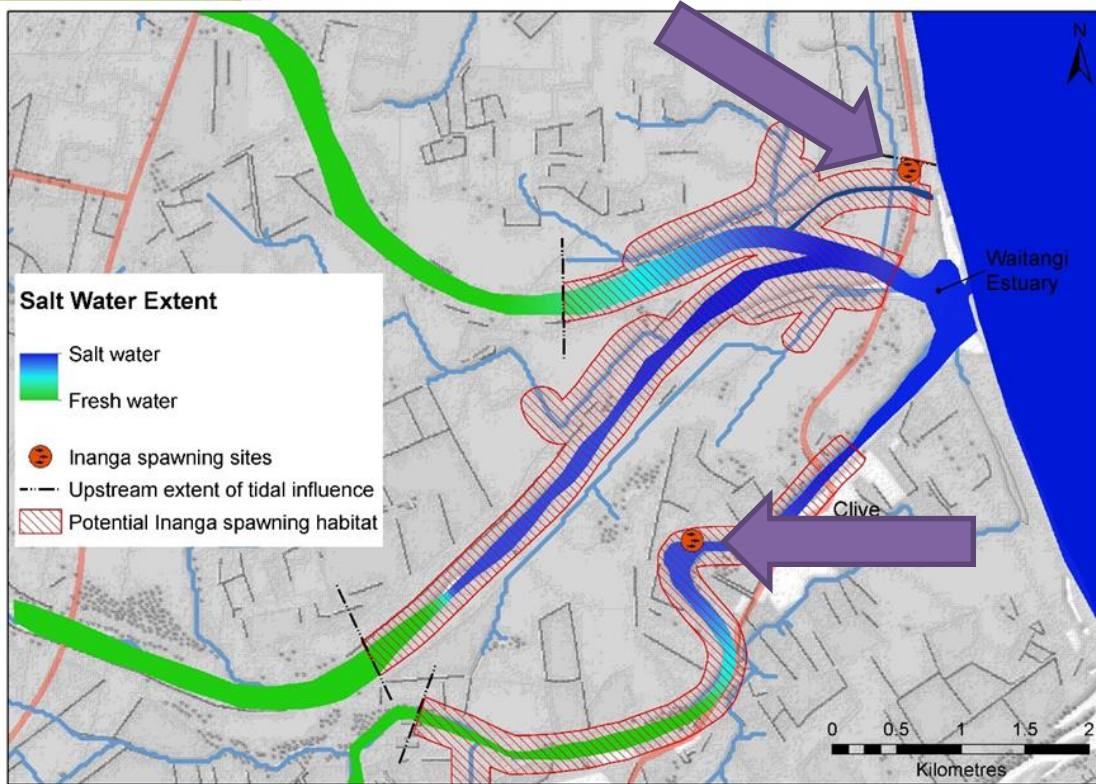 N
Waitangi
Estuary
Salt Water Extent
Salt water
Fresh water
Inanga spawning sites
Upstream extent of tidal influence
Potential Inanga spawning habitat
Clive
0 0.5 1 1.5 2
Kilometres